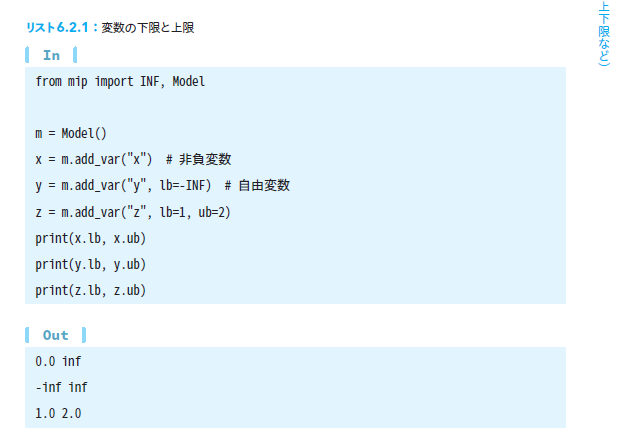 リスト6.2.1：変数の下限と上限
In
from mip import INF, Model
m = Model()
x = m.add_var("x")  # 非負変数
y = m.add_var("y", lb=-INF)  # 自由変数
z = m.add_var("z", lb=1, ub=2)
print(x.lb, x.ub)
print(y.lb, y.ub)
print(z.lb, z.ub)
Out
0.0 inf
-inf inf
1.0 2.0
上下限など）